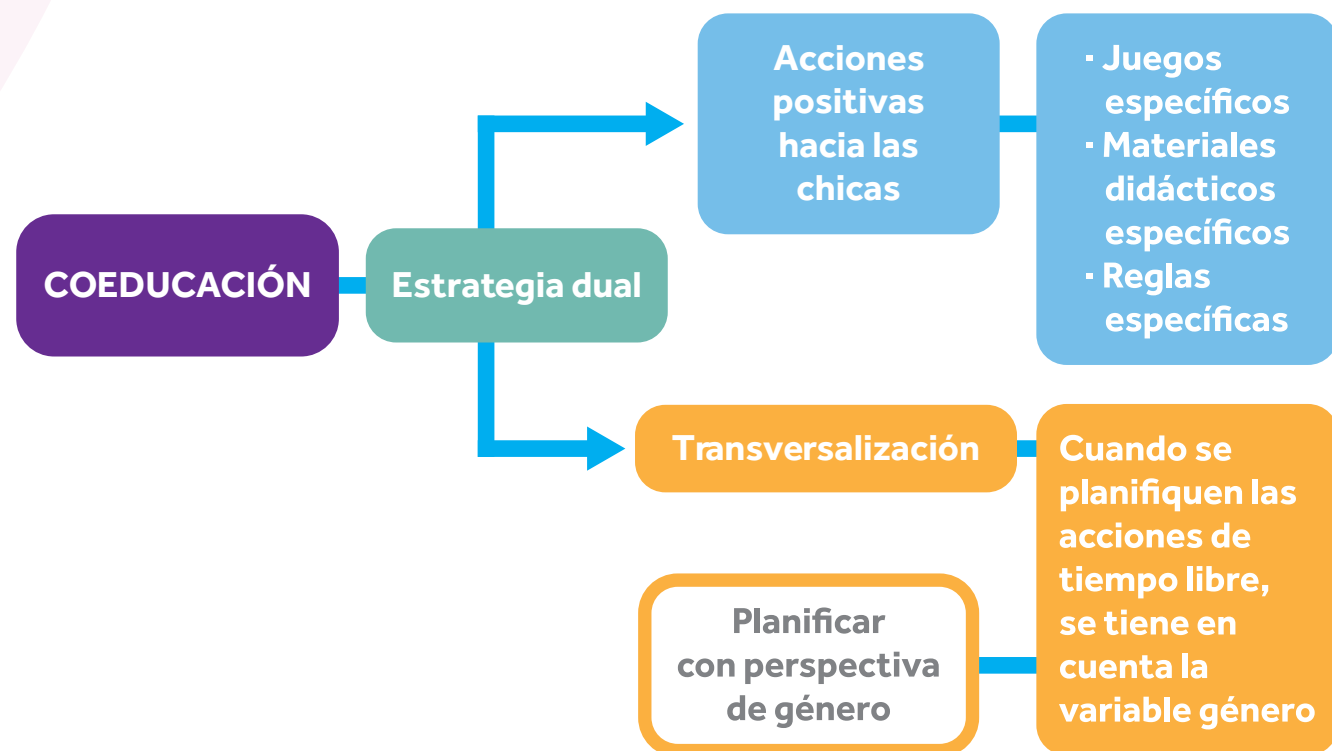 COEDUCACIÓN
Estrategia dual
Acciones
positivas
hacia las
chicas
· Juegos
específicos
· Materiales
didácticos
específicos
· Reglas
específicas
Transversalización
Planificar
con perspectiva
de género
Cuando se
planifiquen las
acciones de
tiempo libre,
se tiene en
cuenta la
variable género